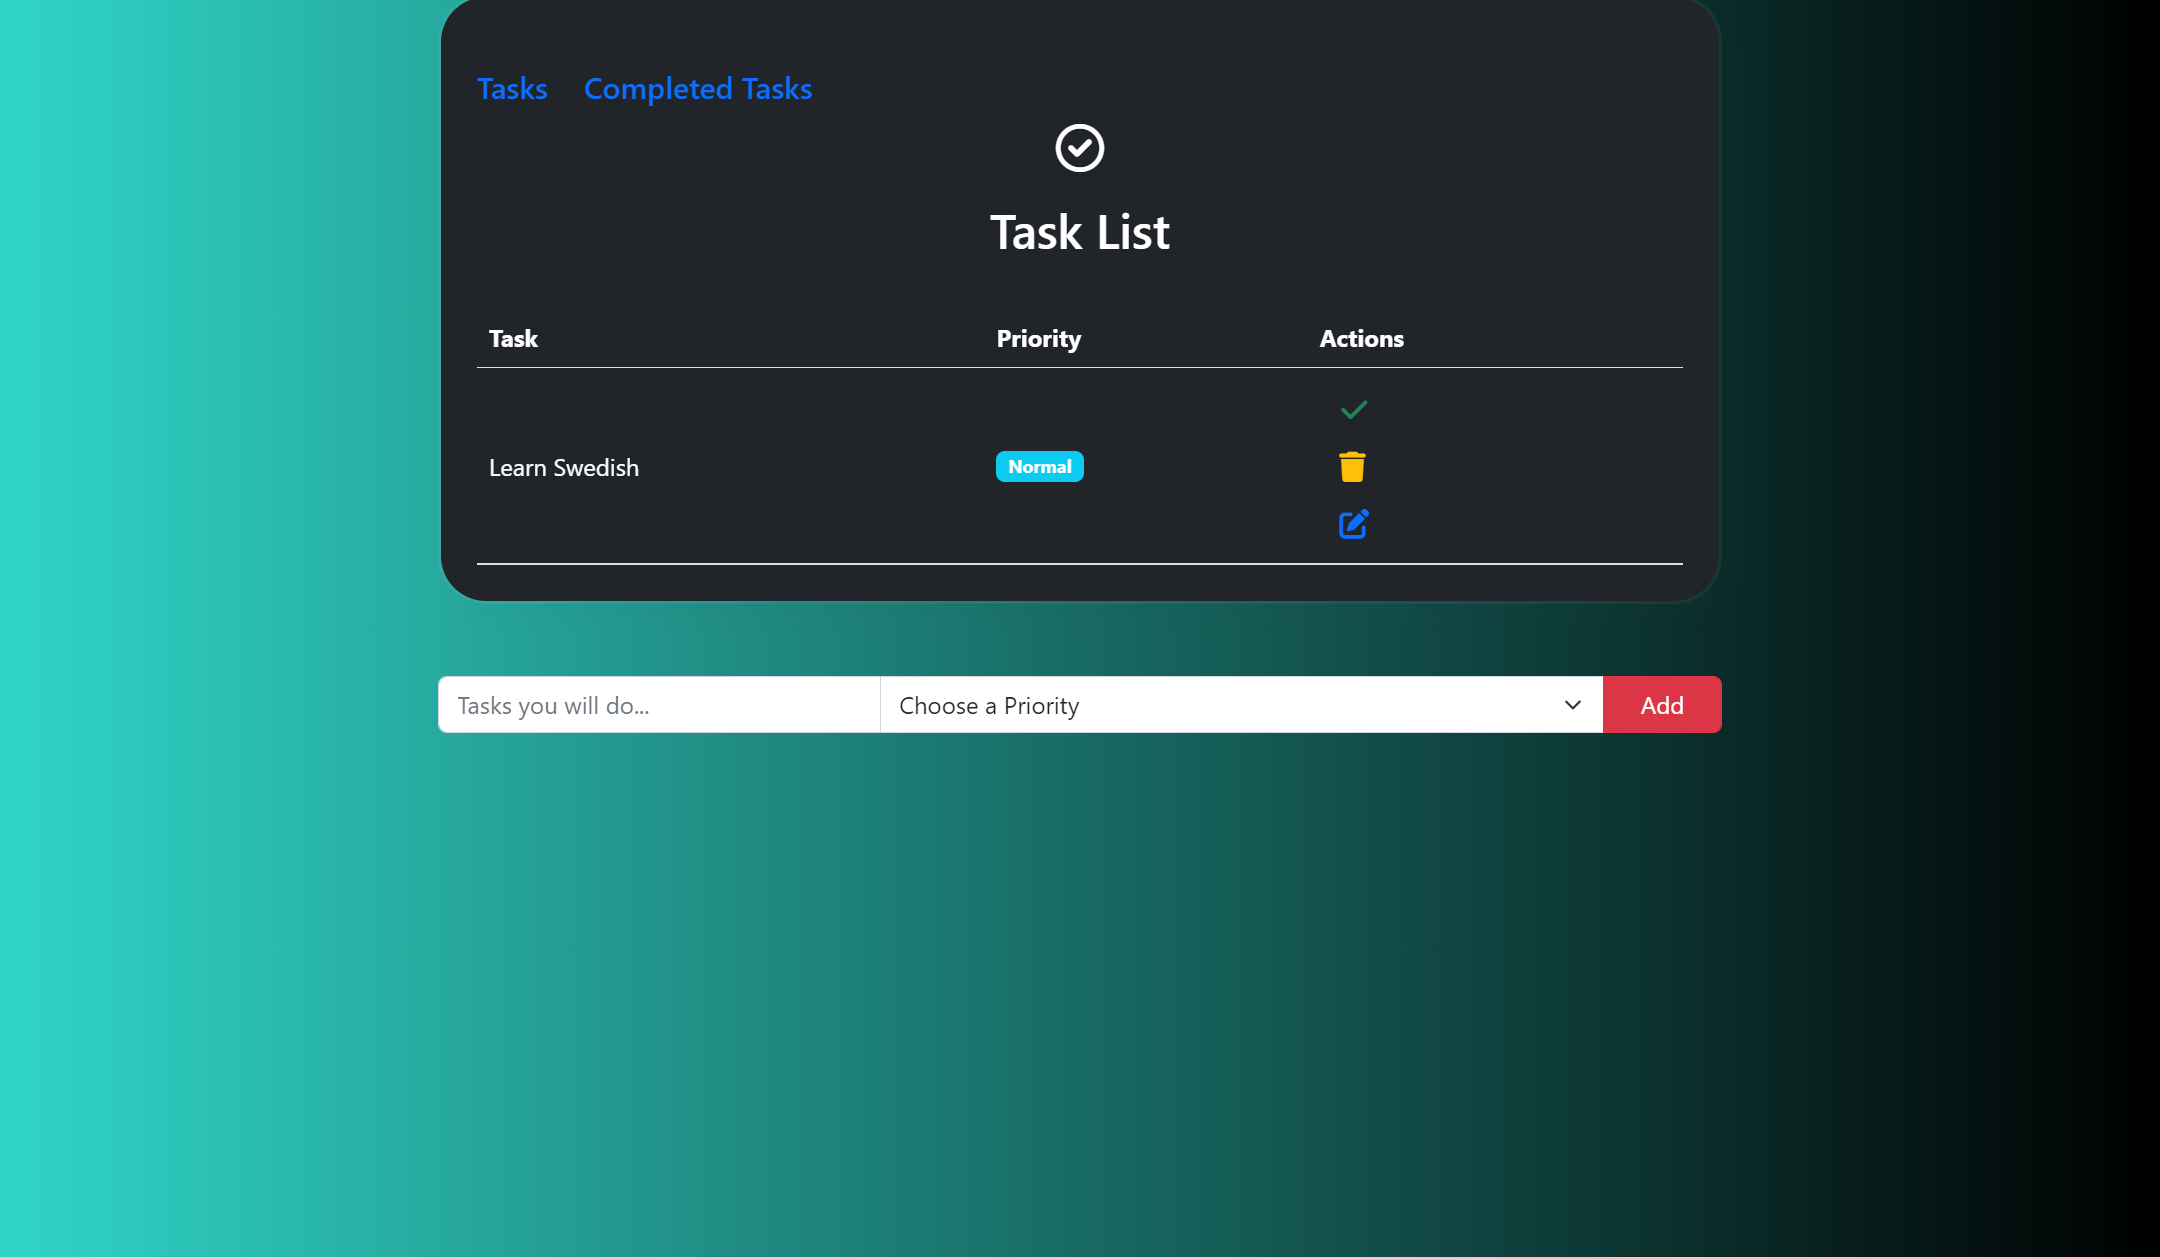 Tasks Completed Tasks
Task List
Task Priority Actions
Learn Swedish Normal
Tasks you will do... Choose a Priority Add